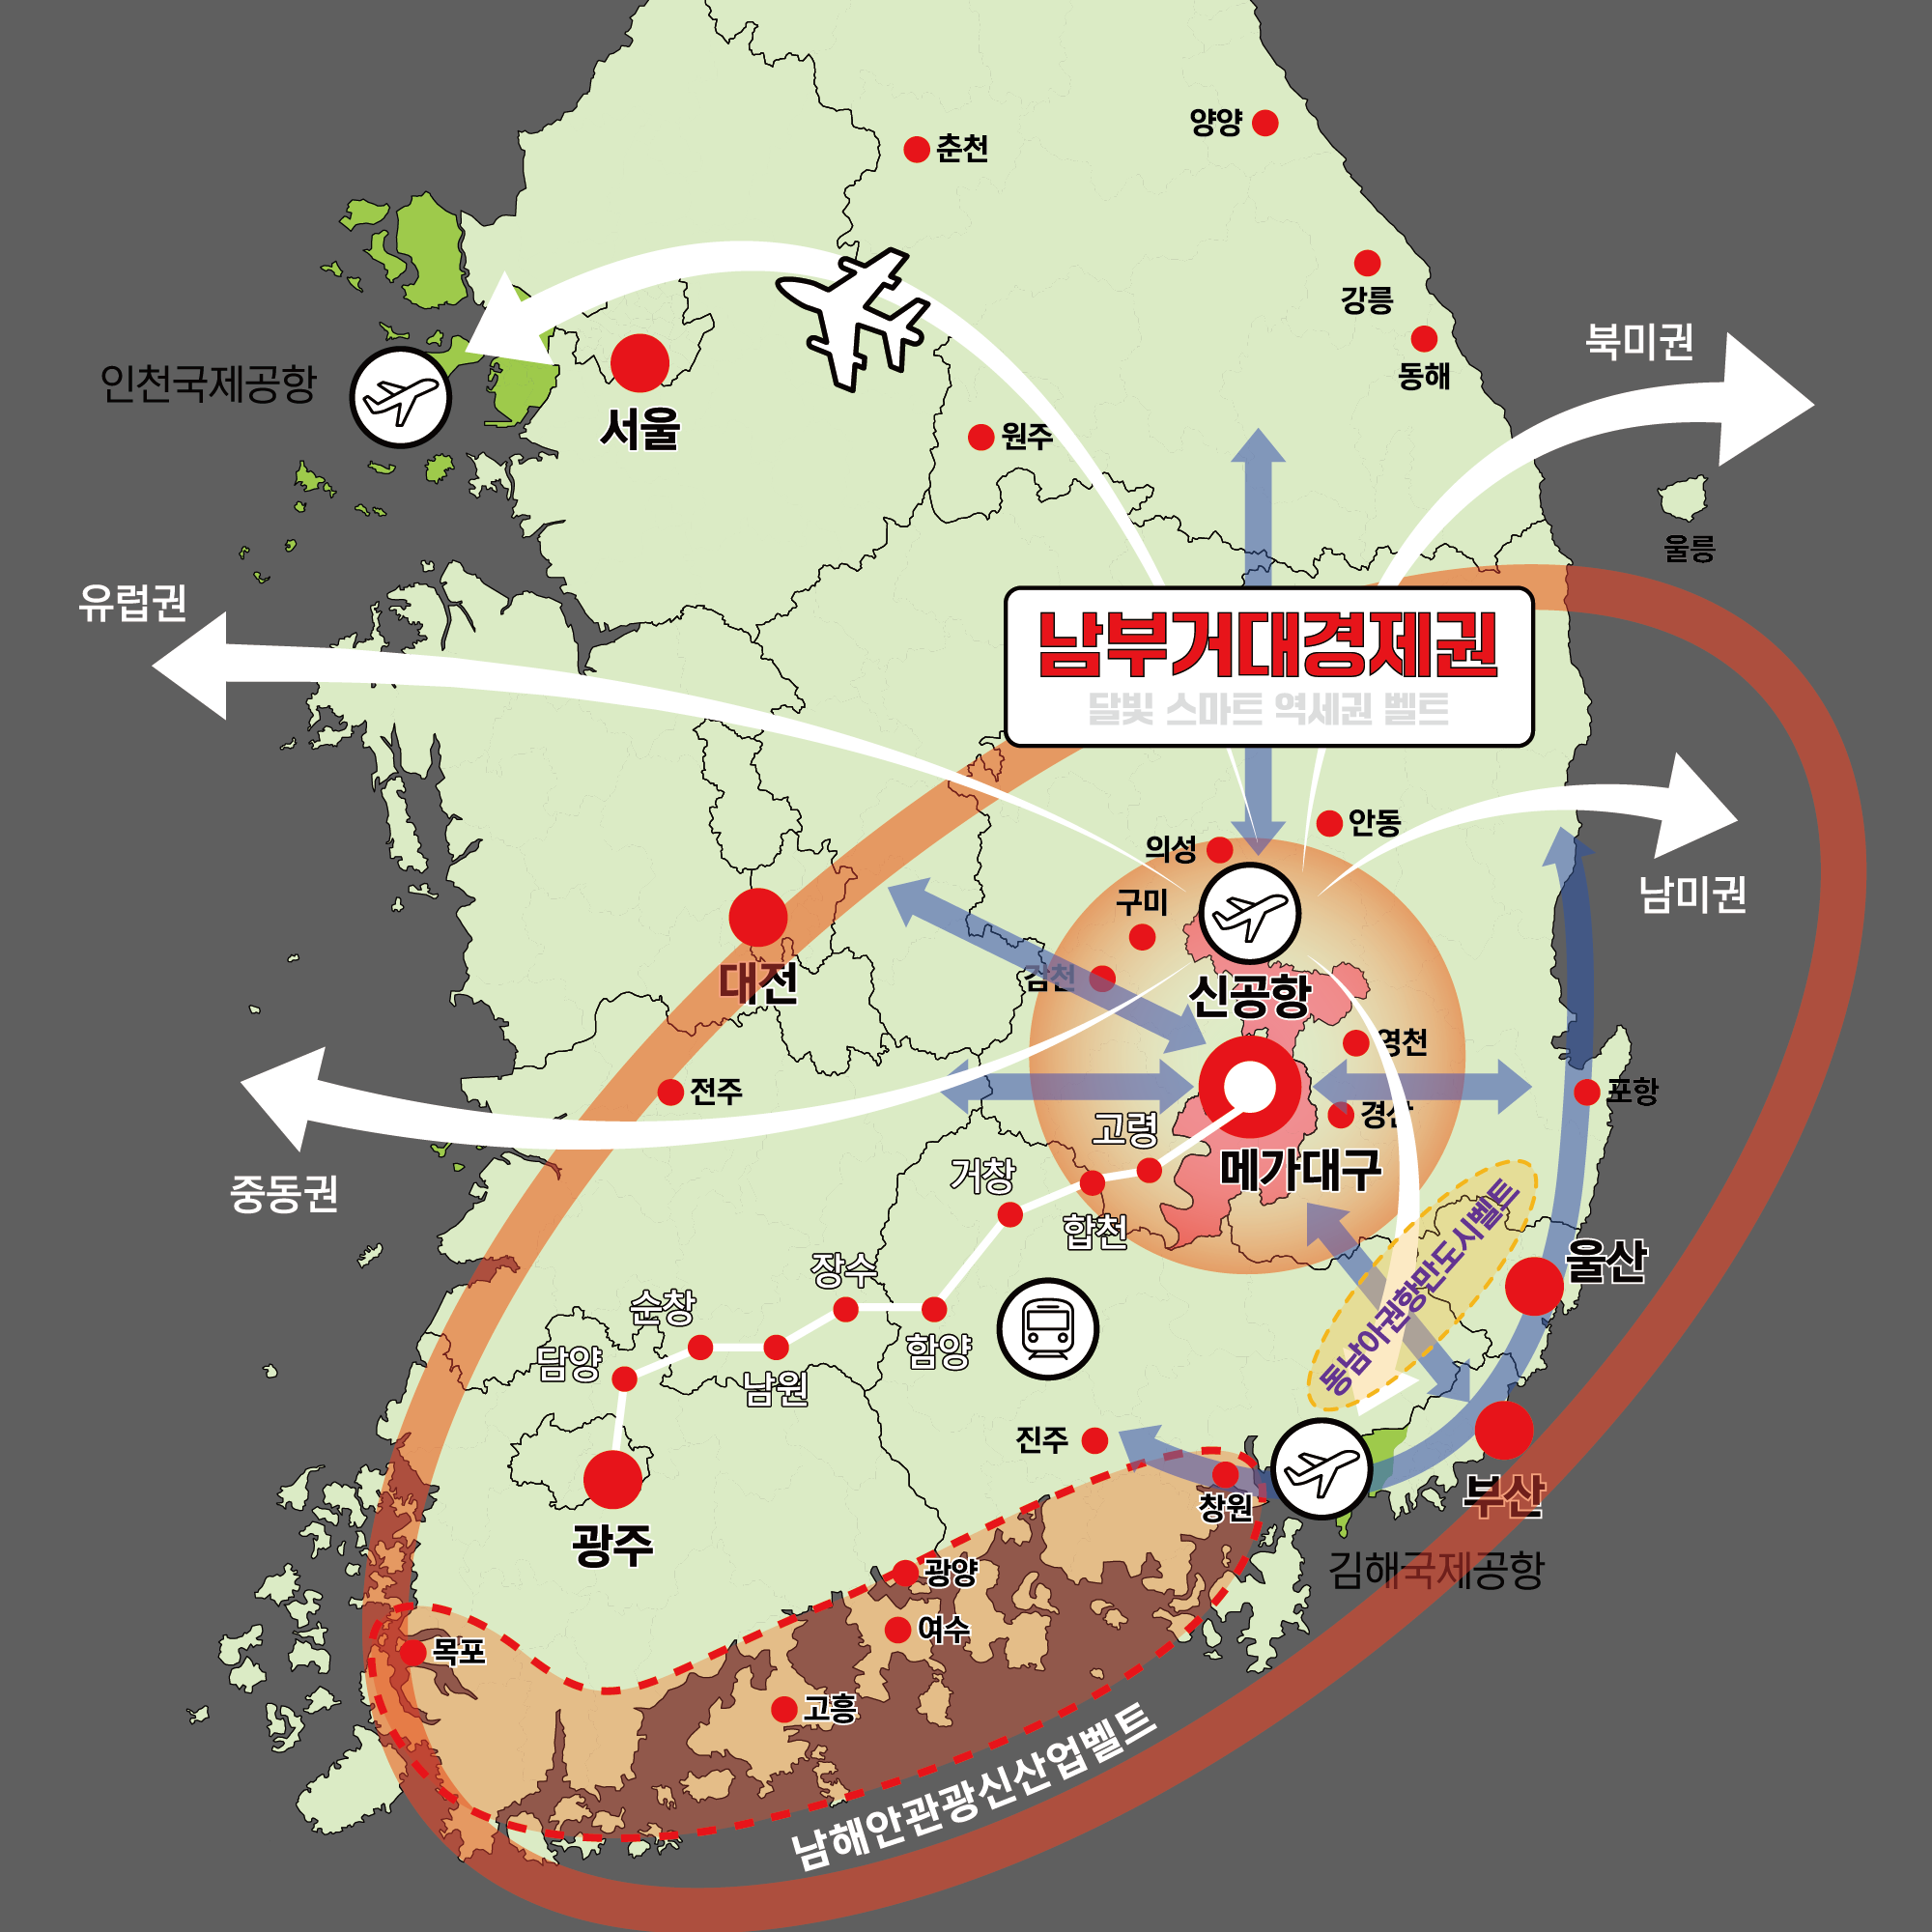 양양
춘천
강릉
북미권
동해
인천국제공항
서울
원주
울릉
유럽권
남부거대경제권
달빛 스마트 역세권 벨트
안동
의성
남미권
구미
대전
김천
신공항
영천
전주
포항
경산
고령
메가대구
거창
중동권
합천
동남아권항만도시벨트
울산
장수
순창
함양
담양
남원
진주
부산
창원
광주
광양
김해국제공항
여수
목포
고흥
남해안관광신산업벨트